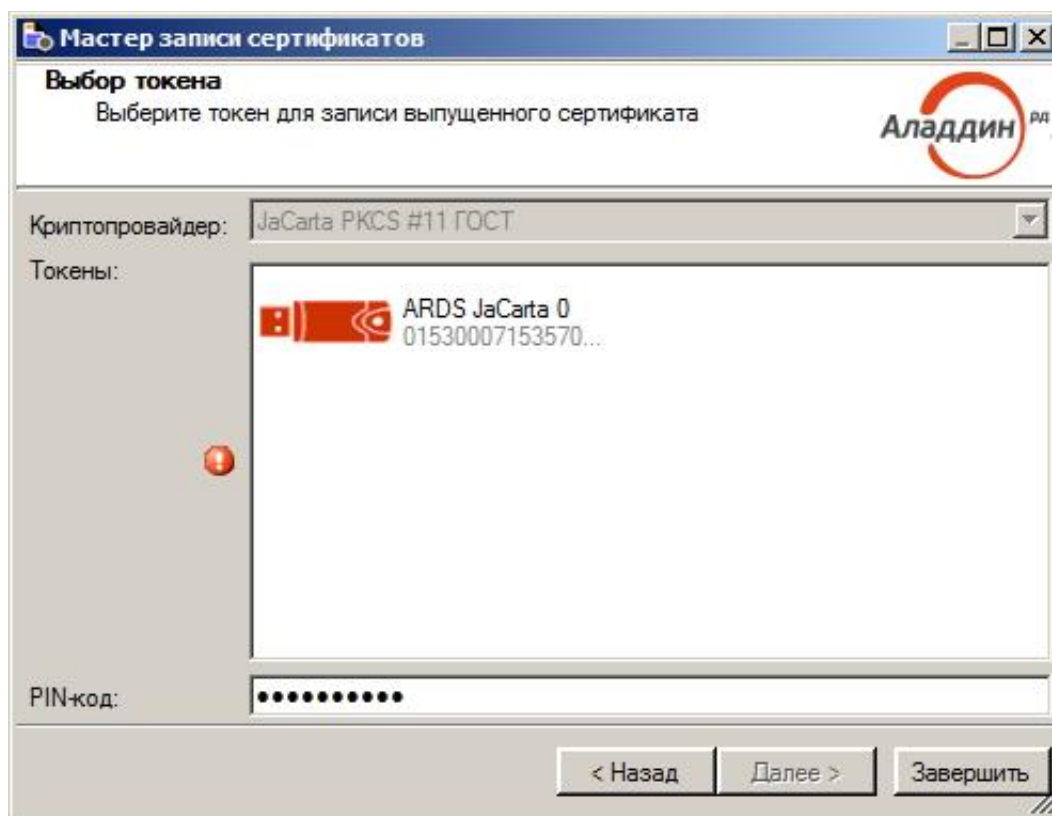 Мастер записи сертификатов
Выбор токена
Выберите токен для записи выпущенного сертификата
Аладдин РД
Криптопровайдер:
JaCarta PKCS #11 ГОСТ
Токены:
ARDS JaCarta 0
01530007153570...
PIN-код:
••••••••••
< Назад
Далее >
Завершить